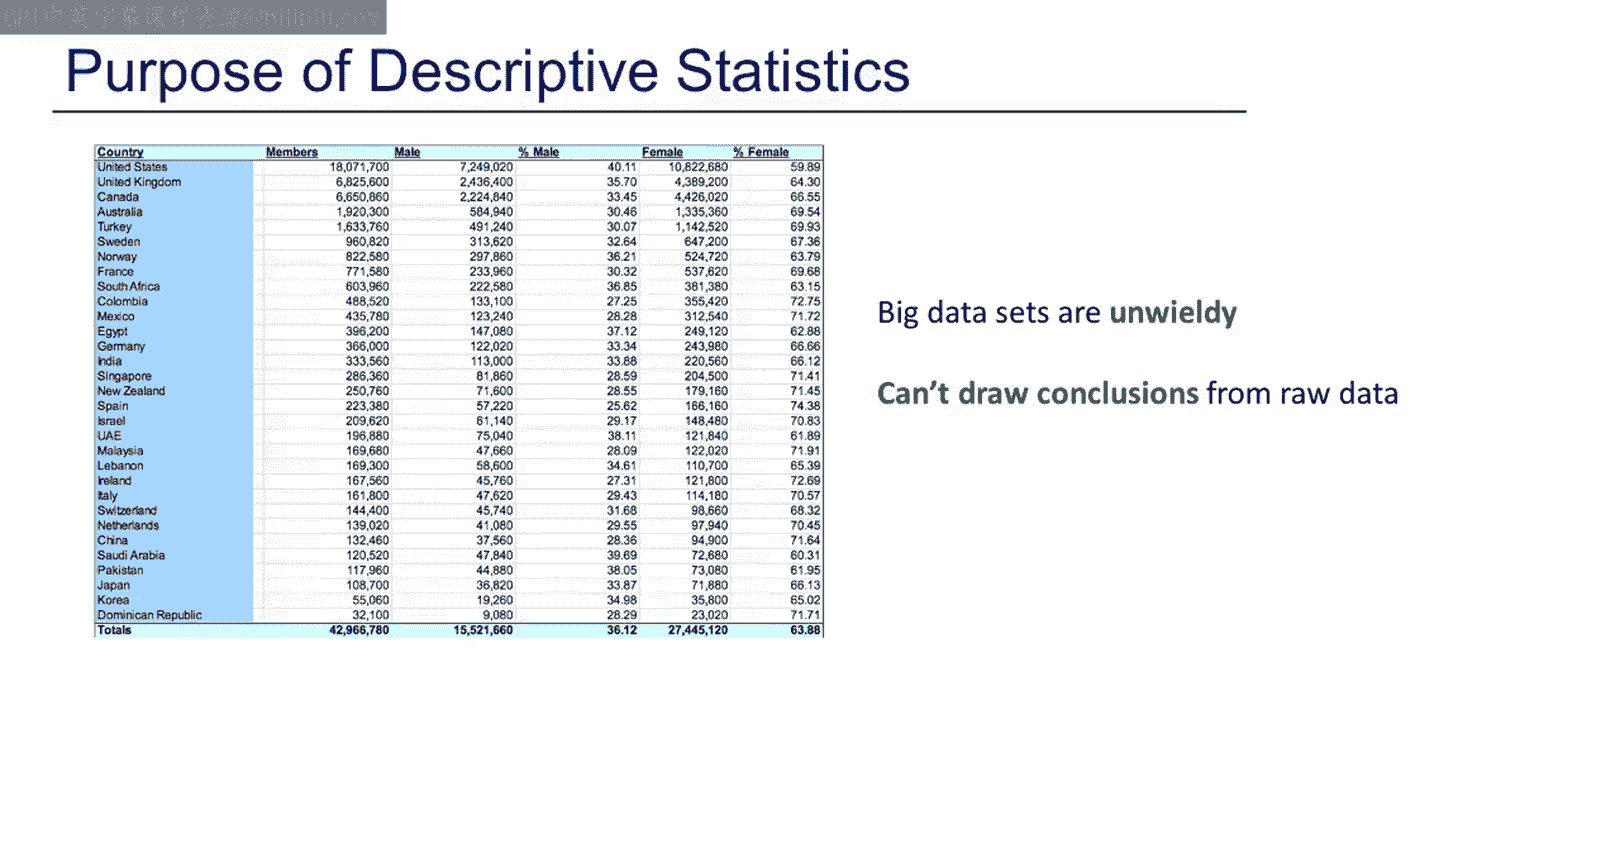 Purpose of Descriptive Statistics
Country Members Male % Male Female % Female
United States 18,071,700 7,249,020 40.11 10,822,680 59.89
United Kingdom 6,825,600 2,436,400 35.70 4,389,200 64.30
Canada 6,650,860 2,224,840 33.45 4,426,020 66.55
Australia 1,920,300 584,940 30.46 1,335,360 69.54
Turkey 1,633,760 491,240 30.07 1,142,520 69.93
Sweden 960,820 313,620 32.64 647,200 67.36
Norway 822,580 297,860 36.21 524,720 63.79
France 771,580 233,960 30.32 537,620 69.68
South Africa 603,960 222,580 36.85 381,380 63.15
Colombia 488,520 133,100 27.25 355,420 72.75
Mexico 435,780 123,240 28.28 312,540 71.72
Egypt 396,200 147,080 37.12 249,120 62.88
Germany 366,000 122,020 33.34 243,980 66.66
India 333,560 113,000 33.88 220,560 66.12
Singapore 286,360 81,860 28.59 204,500 71.41
New Zealand 250,760 71,600 28.55 179,160 71.45
Spain 223,380 57,220 25.62 166,160 74.38
Israel 209,620 61,140 29.17 148,480 70.83
UAE 196,880 75,040 38.11 121,840 61.89
Malaysia 169,680 47,660 28.09 122,020 71.91
Lebanon 169,300 58,600 34.61 110,700 65.39
Ireland 167,560 45,760 27.31 121,800 72.69
Italy 161,800 47,620 29.43 114,180 70.57
Switzerland 144,400 45,740 31.68 98,660 68.32
Netherlands 139,020 41,080 29.55 97,940 70.45
China 132,460 37,560 28.36 94,900 71.64
Saudi Arabia 120,520 47,840 39.69 72,680 60.31
Pakistan 117,960 44,880 38.05 73,080 61.95
Japan 108,700 36,820 33.87 71,880 66.13
Korea 55,060 19,260 34.98 35,800 65.02
Dominican Republic 32,100 9,080 28.29 23,020 71.71
Totals 42,966,780 15,521,660 36.12 27,445,120 63.88
Big data sets are unwieldy
Can't draw conclusions from raw data